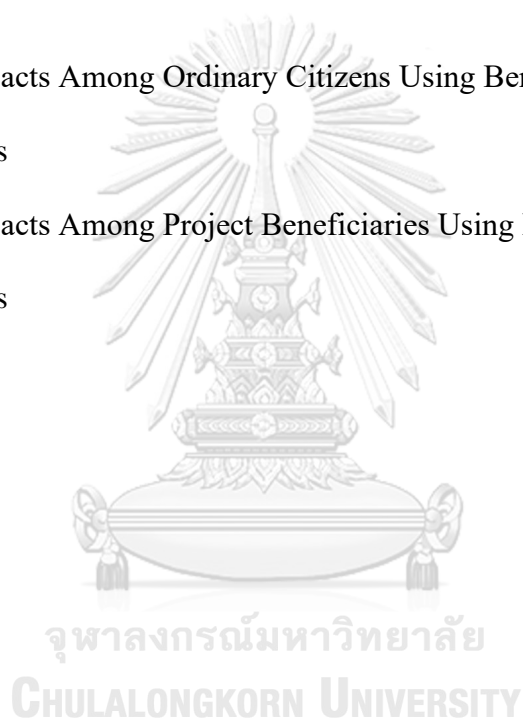 acts Among Ordinary Citizens Using Ber
s
acts Among Project Beneficiaries Using
s
จุฬาลงกรณ์มหาวิทยาลัย
CHULALONGKORN UNIVERSITY